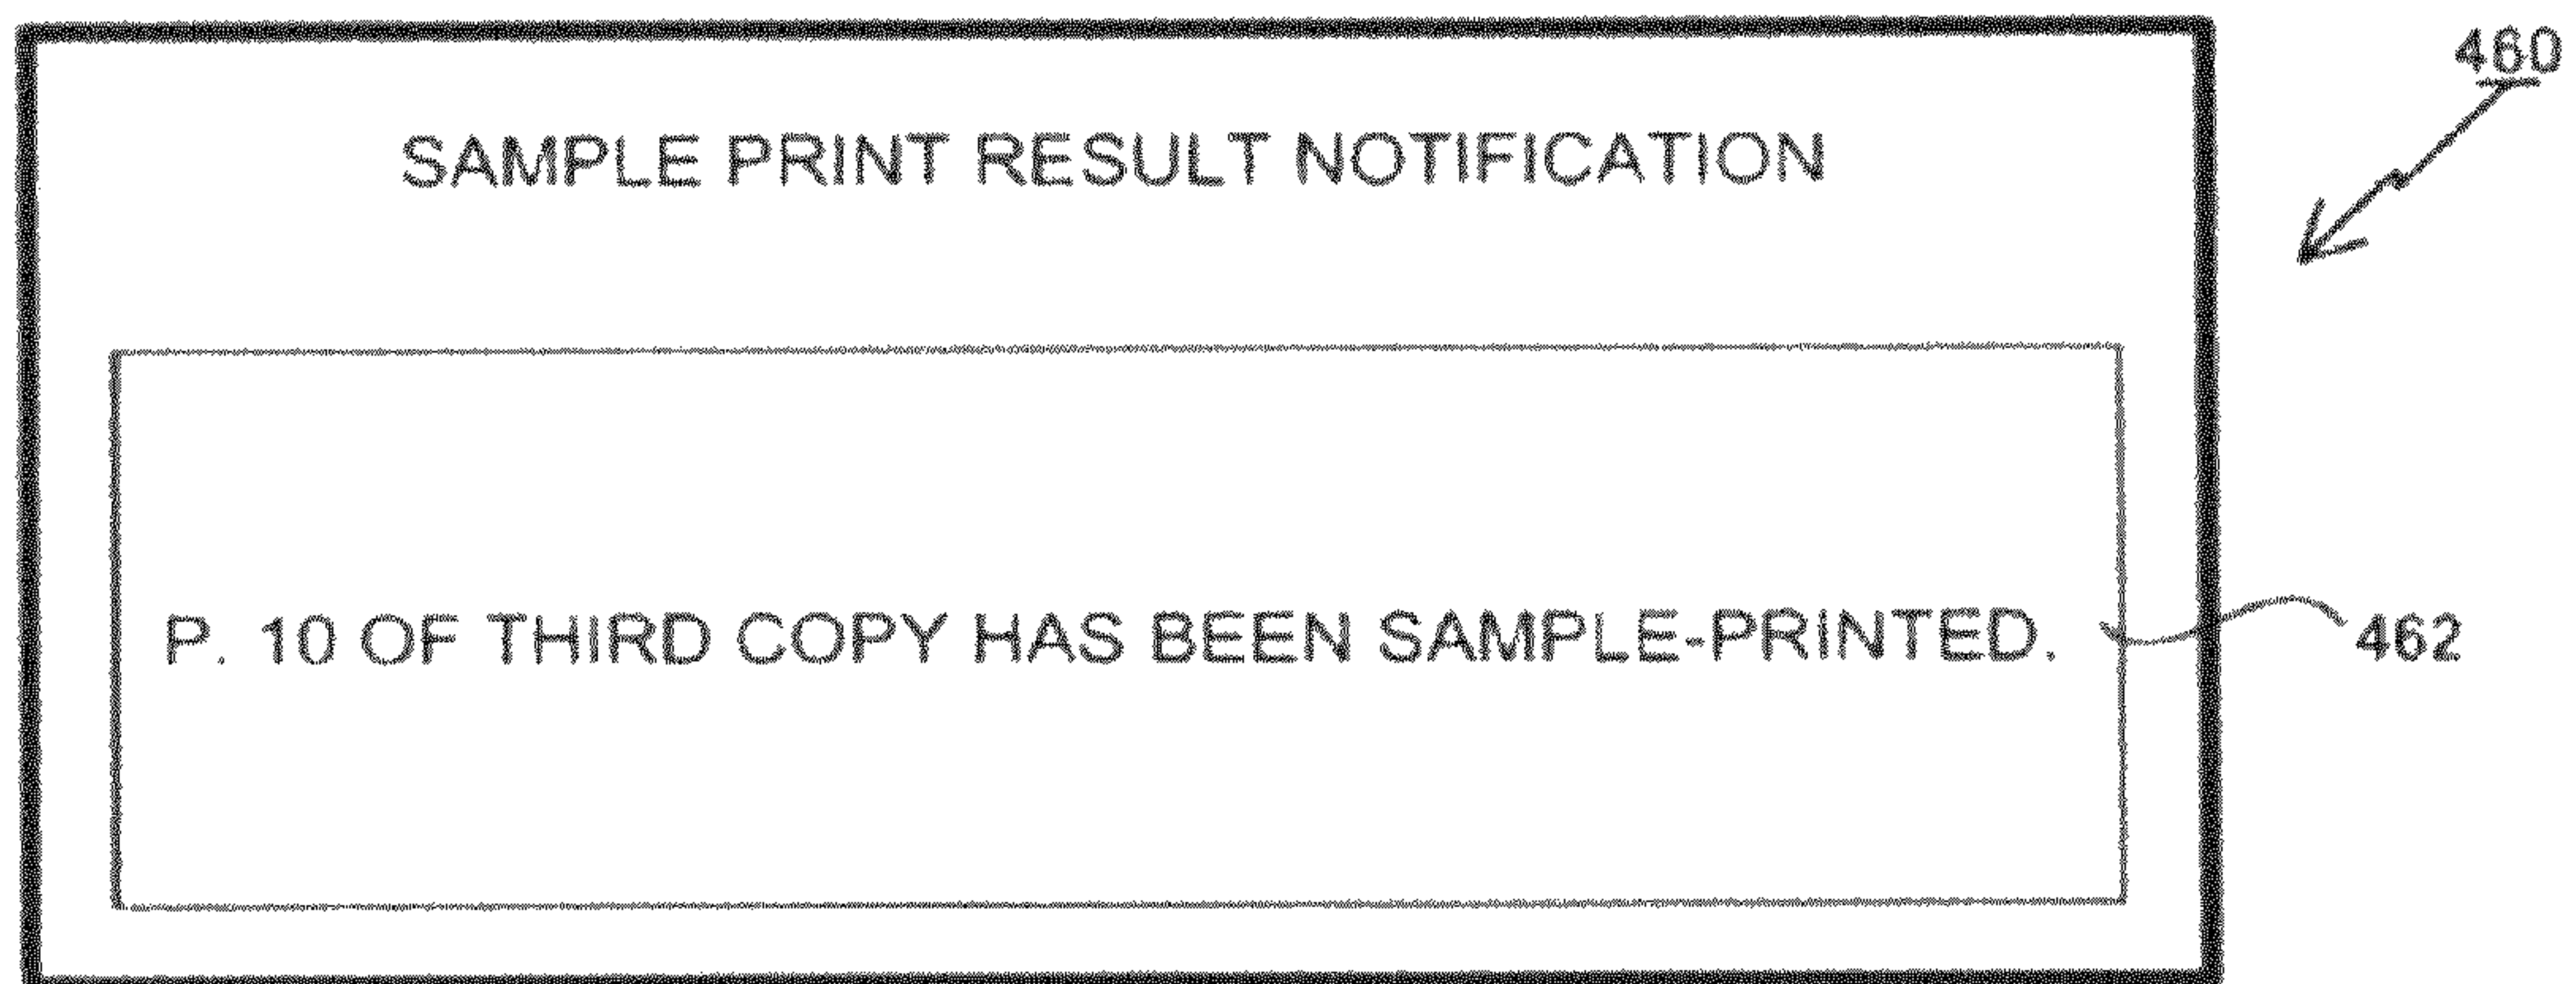 460
SAMPLE PRINT RESULT NOTIFICATION
P. 10 OF THIRD COPY HAS BEEN SAMPLE-PRINTED.
462